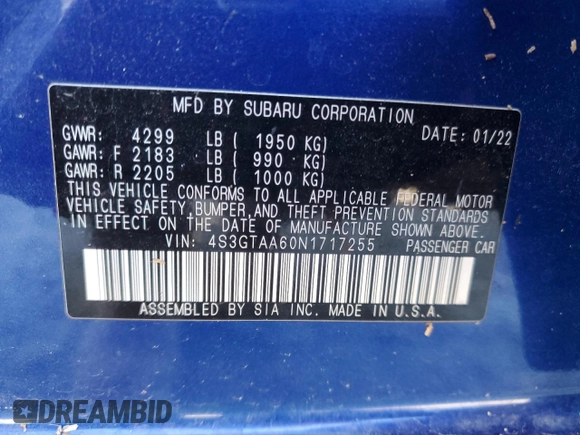 MFD BY SUBARU CORPORATION
DATE: 01/22
GVWR: 4299 LB ( 1950 KG)
GAWR: F 2183 LB ( 990 KG)
GAWR: R 2205 LB ( 1000 KG)
THIS VEHICLE CONFORMS TO ALL APPLICABLE FEDERAL MOTOR
VEHICLE SAFETY,BUMPER,AND THEFT PREVENTION STANDARDS
IN EFFECT ON THE DATE OF MANUFACTURE SHOWN ABOVE.
VIN: 4S3GTAA60N1717255 PASSENGER CAR
ASSEMBLED BY SIA INC. MADE IN U.S.A.
DREAMBID